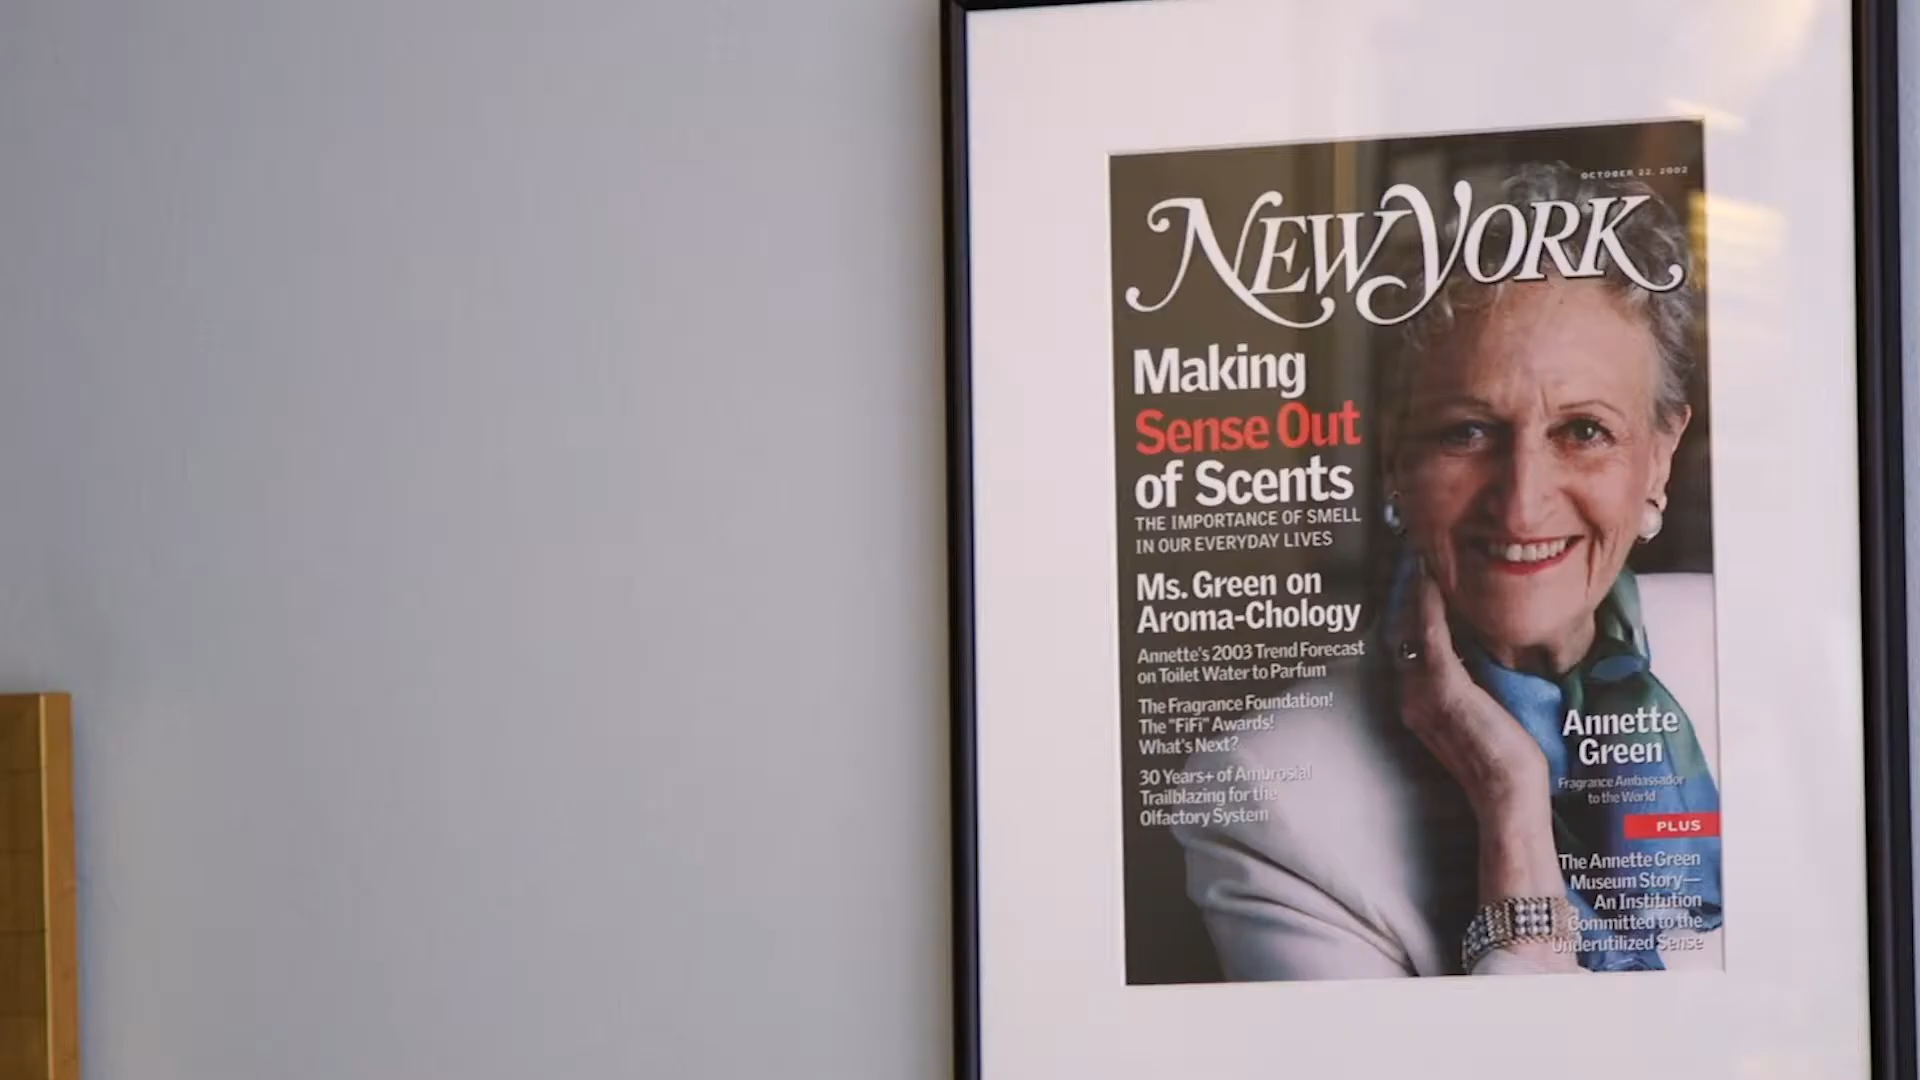 OCTOBER 22, 2002
NEW YORK
Making
Sense Out
of Scents
THE IMPORTANCE OF SMELL
IN OUR EVERYDAY LIVES
Ms. Green on
Aroma-Chology
Annette's 2003 Trend Forecast
on Toilet Water to Parfum
The Fragrance Foundation!
The "FiFi" Awards!
What's Next?
30 Years+ of Ambrosial
Trailblazing for the
Olfactory System
Annette
Green
Fragrance Ambassador
to the World
PLUS
The Annette Green
Museum Story—
An Institution
Committed to the
Underutilized Sense